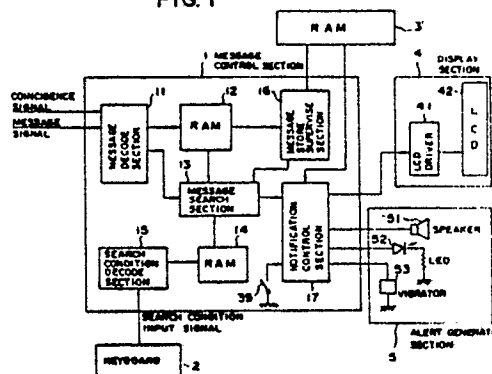 FIG. 1
RAM
3'
1 MESSAGE
CONTROL SECTION
4
DISPLAY
SECTION
42
11
12
16
41
COINCIDENCE
SIGNAL
MESSAGE
SIGNAL
MESSAGE DECODE
SECTION
RAM
MESSAGE
STORE
SUPERVISE
SECTION
LCD
DRIVER
LCD
13
MESSAGE SEARCH
SECTION
51
SPEAKER
15
14
NOTIFICATION
CONTROL
SECTION
52
LED
SEARCH
CONDITION
DECODE
SECTION
RAM
39
17
53
VIBRATOR
SEARCH CONDITION
INPUT SIGNAL
ALERT GENERATE
SECTION
5
KEYBOARD
2